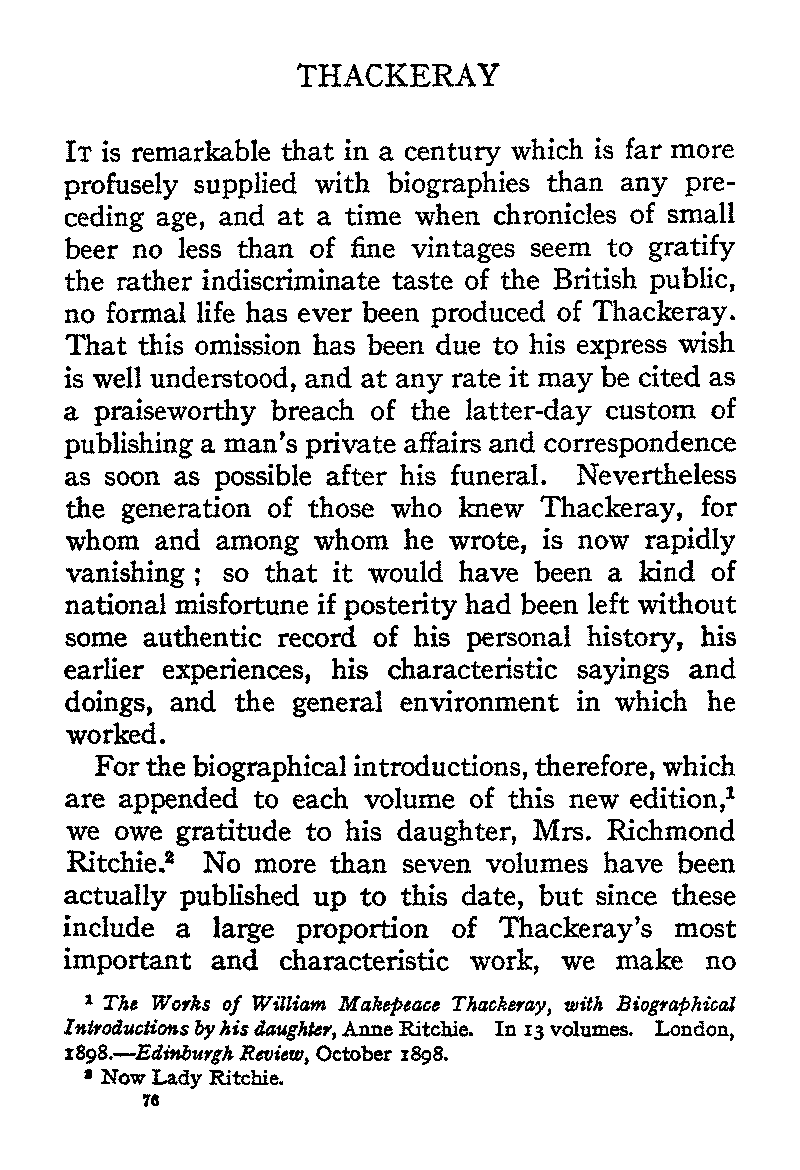 THACKERAY
IT is remarkable that in a century which is far more
profusely supplied with biographies than any pre-
ceding age, and at a time when chronicles of small
beer no less than of fine vintages seem to gratify
the rather indiscriminate taste of the British public,
no formal life has ever been produced of Thackeray.
That this omission has been due to his express wish
is well understood, and at any rate it may be cited as
a praiseworthy breach of the latter-day custom of
publishing a man's private affairs and correspondence
as soon as possible after his funeral. Nevertheless
the generation of those who knew Thackeray, for
whom and among whom he wrote, is now rapidly
vanishing ; so that it would have been a kind of
national misfortune if posterity had been left without
some authentic record of his personal history, his
earlier experiences, his characteristic sayings and
doings, and the general environment in which he
worked.
For the biographical introductions, therefore, which
are appended to each volume of this new edition,¹
we owe gratitude to his daughter, Mrs. Richmond
Ritchie.² No more than seven volumes have been
actually published up to this date, but since these
include a large proportion of Thackeray's most
important and characteristic work, we make no
¹ The Works of William Makepeace Thackeray, with Biographical
Introductions by his daughter, Anne Ritchie. In 13 volumes. London,
1898.—Edinburgh Review, October 1898.
² Now Lady Ritchie.
76